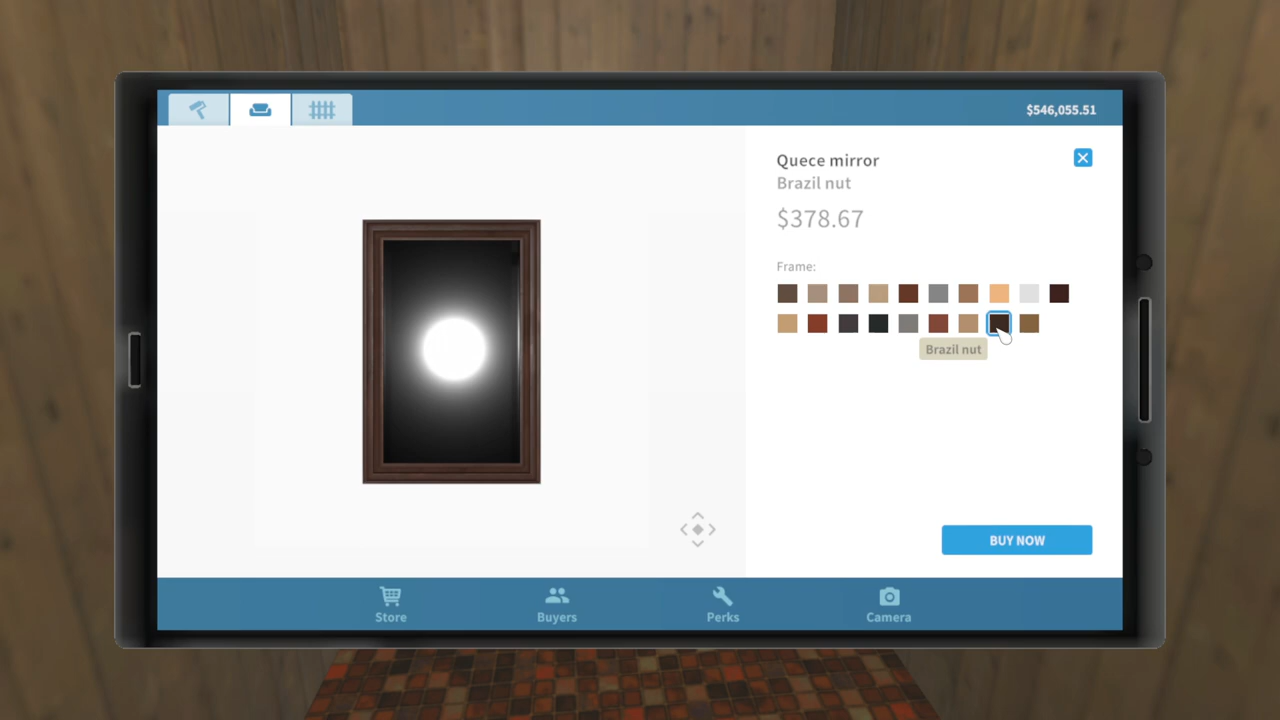 $546,055.51
Quece mirror
Brazil nut
$378.67
Frame:
Brazil nut
BUY NOW
Store
Buyers
Perks
Camera